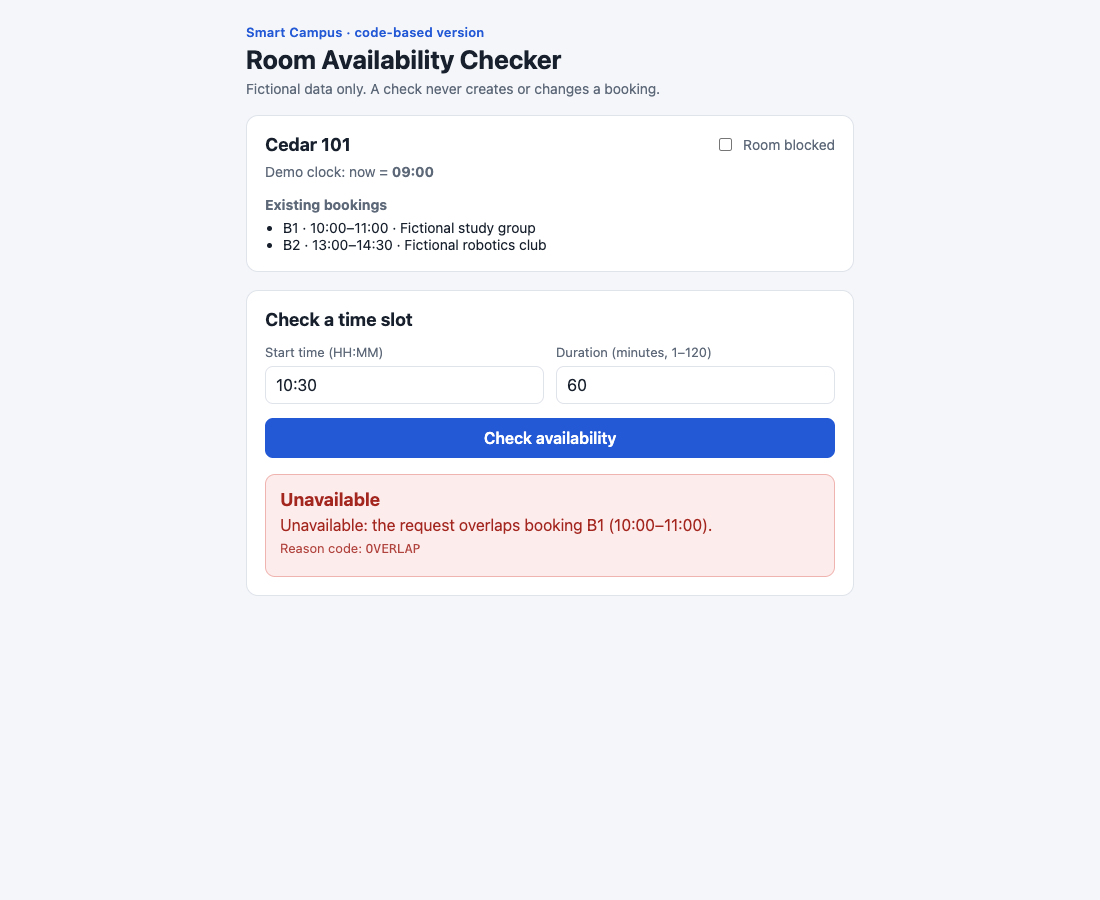 Smart Campus · code-based version
Room Availability Checker
Fictional data only. A check never creates or changes a booking.
Cedar 101
Room blocked
Demo clock: now = 09:00
Existing bookings
• B1 · 10:00–11:00 · Fictional study group
• B2 · 13:00–14:30 · Fictional robotics club
Check a time slot
Start time (HH:MM)
Duration (minutes, 1–120)
10:30
60
Check availability
Unavailable
Unavailable: the request overlaps booking B1 (10:00–11:00).
Reason code: OVERLAP